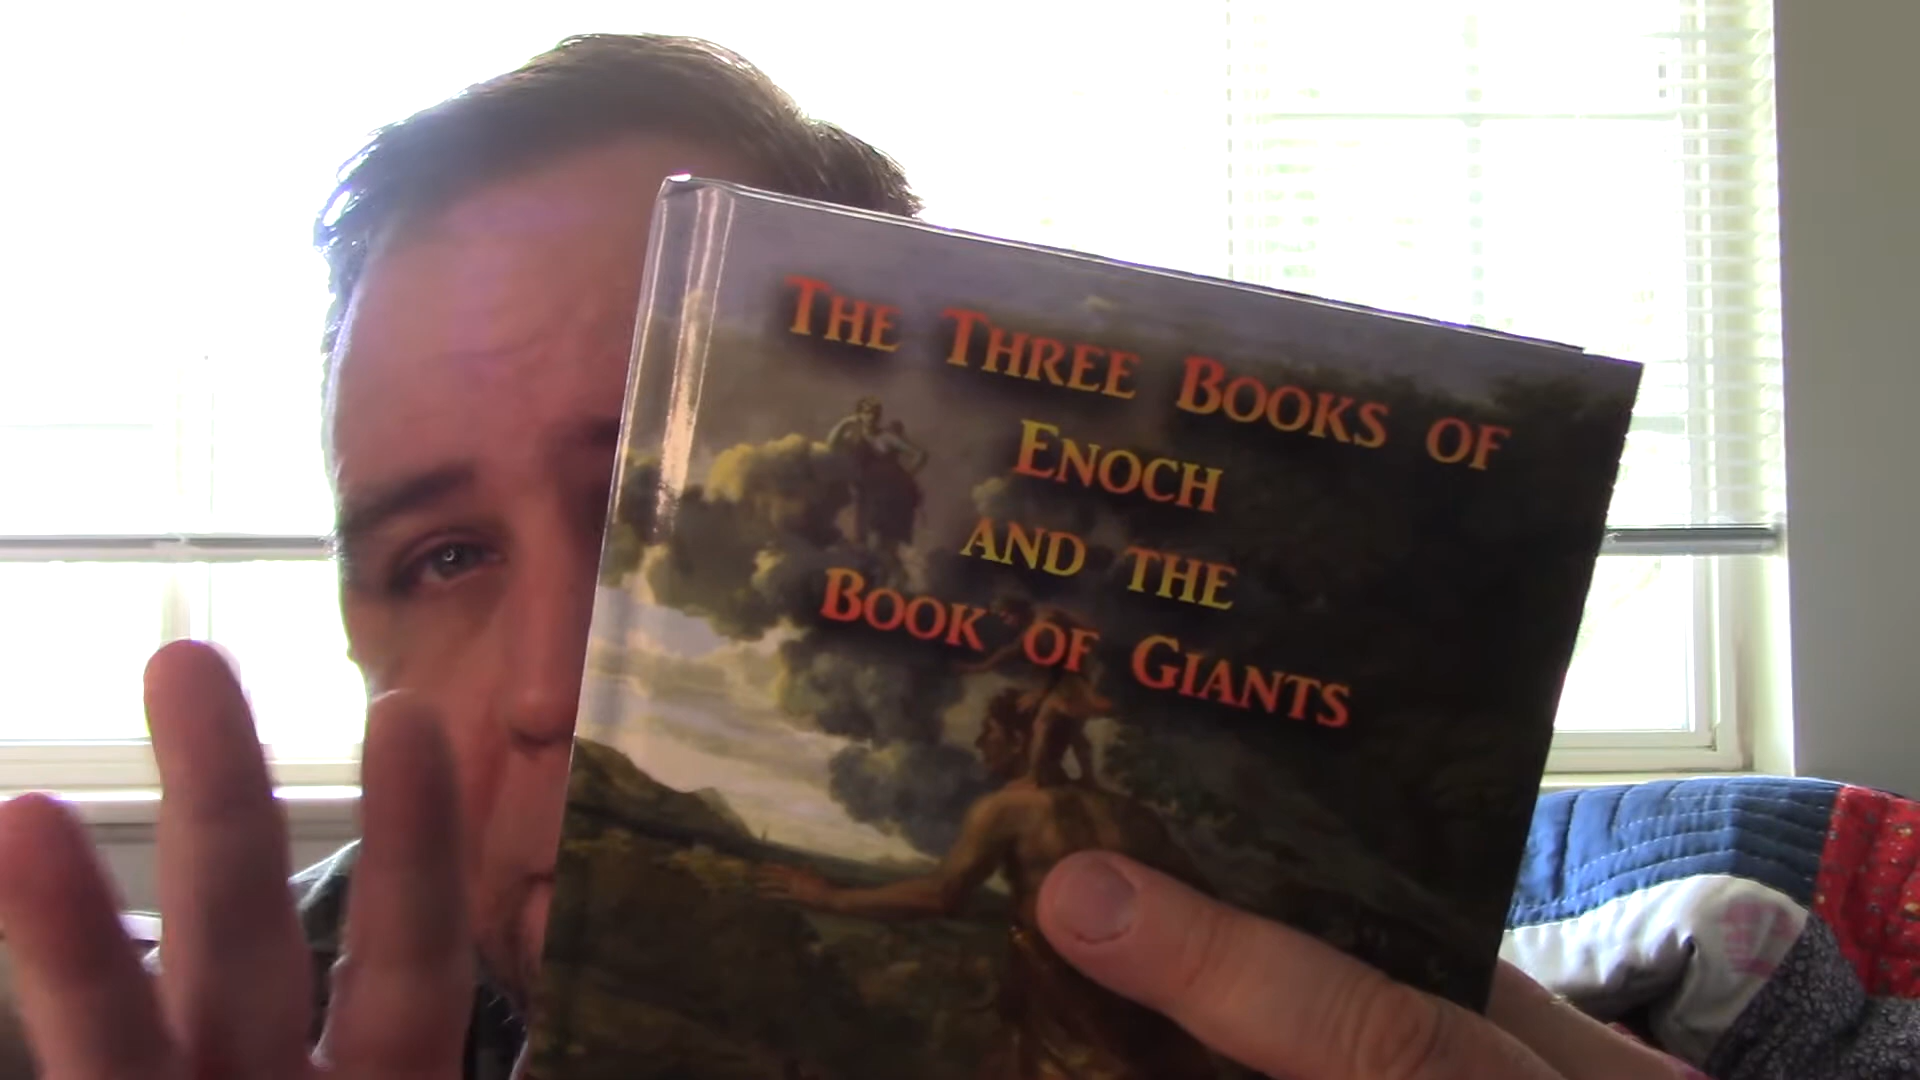 The Three Books of
Enoch
and the
Book of Giants